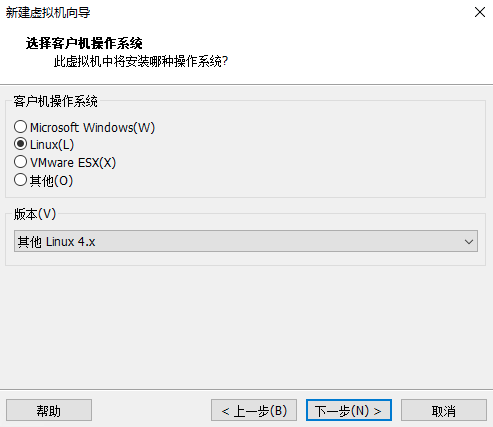 新建虚拟机向导
选择客户机操作系统
此虚拟机中将安装哪种操作系统?
客户机操作系统
Microsoft Windows(W)
Linux(L)
VMware ESX(X)
其他(O)
版本(V)
其他 Linux 4.x
帮助
< 上一步(B)
下一步(N) >
取消